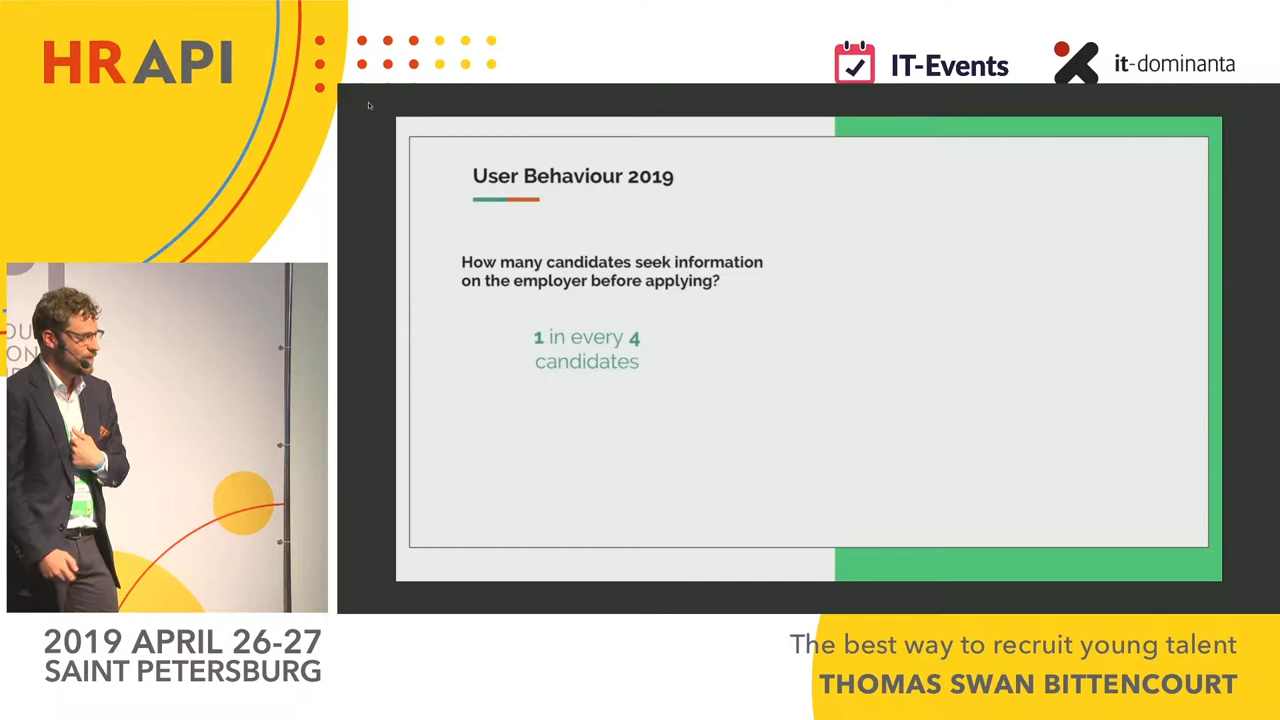 HR API
IT-Events
it-dominanta
User Behaviour 2019
How many candidates seek information
on the employer before applying?
1 in every 4
candidates
2019 APRIL 26-27
SAINT PETERSBURG
The best way to recruit young talent
THOMAS SWAN BITTENCOURT